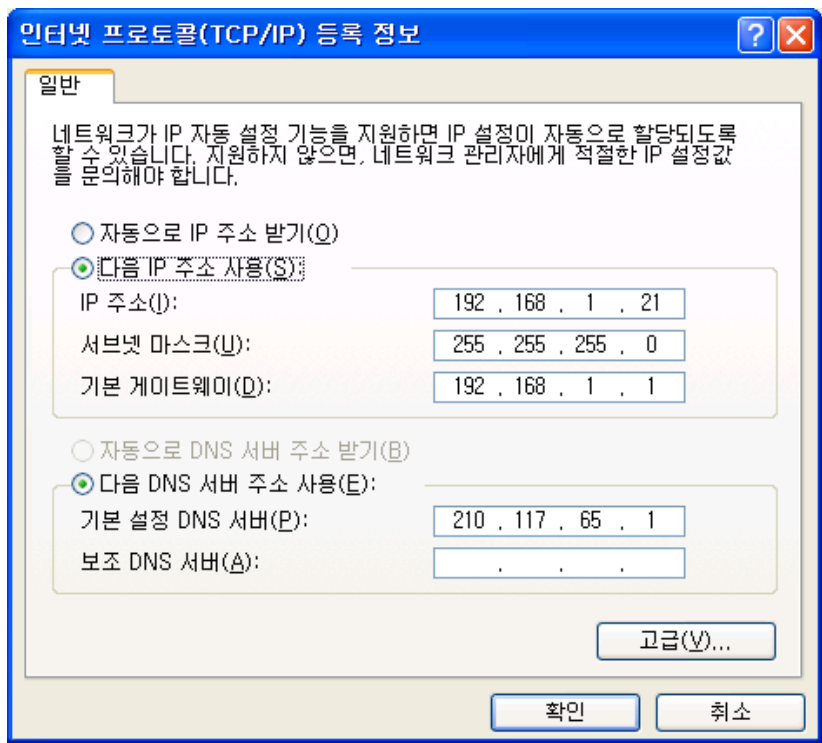 인터넷 프로토콜(TCP/IP) 등록 정보
일반
네트워크가 IP 자동 설정 기능을 지원하면 IP 설정이 자동으로 할당되도록
할 수 있습니다. 지원하지 않으면, 네트워크 관리자에게 적절한 IP 설정값
을 문의해야 합니다.
자동으로 IP 주소 받기(O)
다음 IP 주소 사용(S):
IP 주소(I): 192 . 168 . 1 . 21
서브넷 마스크(U): 255 . 255 . 255 . 0
기본 게이트웨이(D): 192 . 168 . 1 . 1
자동으로 DNS 서버 주소 받기(B)
다음 DNS 서버 주소 사용(E):
기본 설정 DNS 서버(P): 210 . 117 . 65 . 1
보조 DNS 서버(A): . . .
고급(V)...
확인 취소